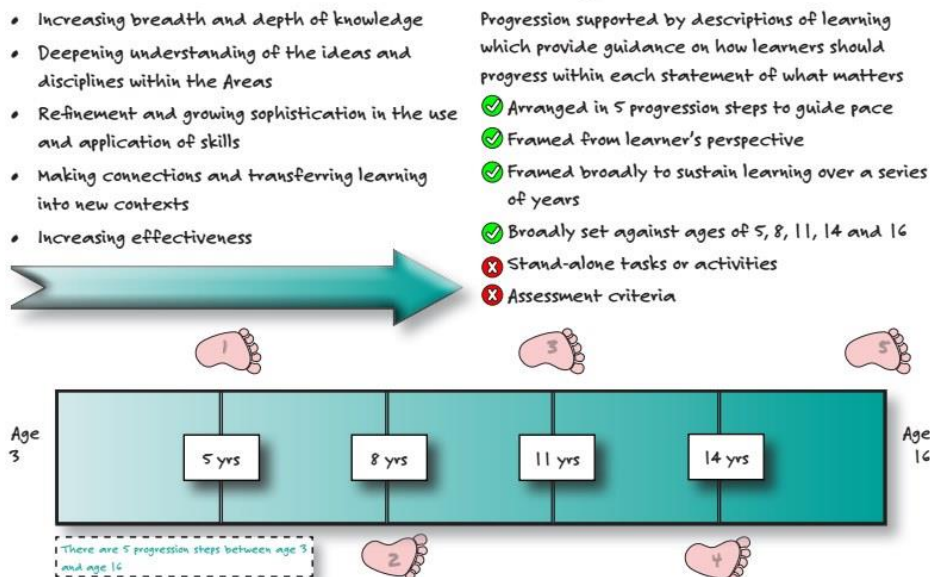 • Increasing breadth and depth of knowledge
• Deepening understanding of the ideas and
disciplines within the Areas
• Refinement and growing sophistication in the use
and application of skills
• Making connections and transferring learning
into new contexts
• Increasing effectiveness
Progression supported by descriptions of learning
which provide guidance on how learners should
progress within each statement of what matters
Arranged in 5 progression steps to guide pace
Framed from learner's perspective
Framed broadly to sustain learning over a series
of years
Broadly set against ages of 5, 8, 11, 14 and 16
Stand-alone tasks or activities
Assessment criteria
1
3
5
Age
3
5 yrs
8 yrs
11 yrs
14 yrs
Age
16
There are 5 progression steps between age 3
and age 16
2
4